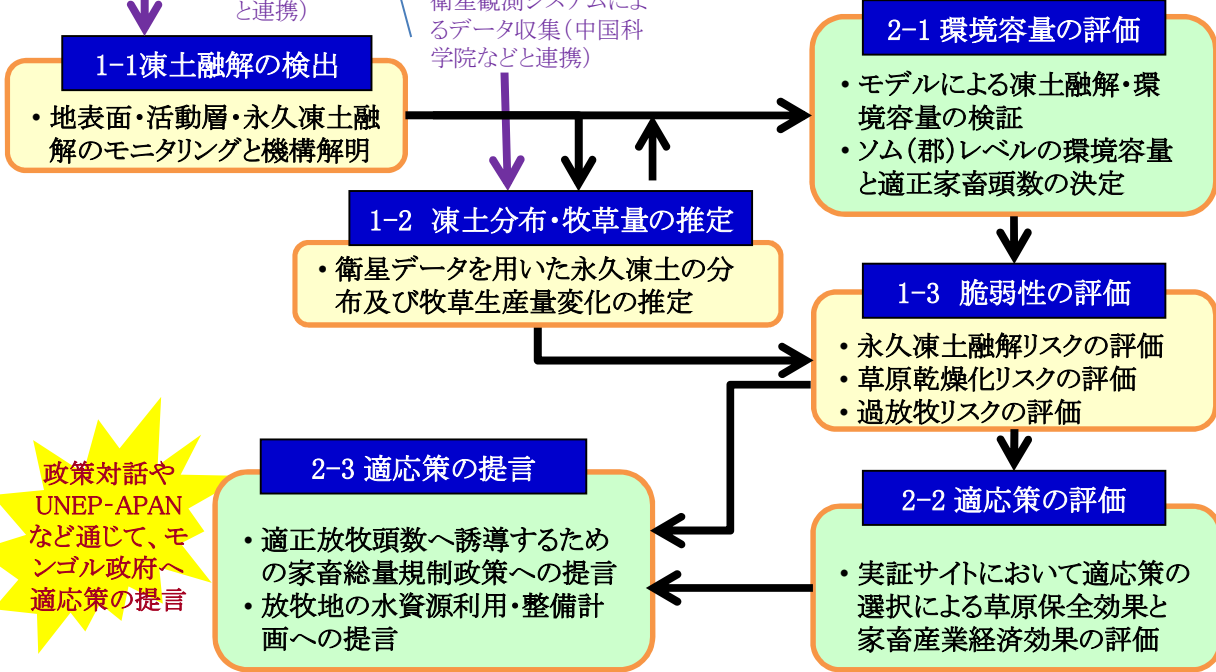 と連携）
衛星観測システムによ
るデータ収集（中国科
学院などと連携）
1-1凍土融解の検出
・地表面・活動層・永久凍土融
解のモニタリングと機構解明
2-1 環境容量の評価
・モデルによる凍土融解・環
境容量の検証
・ソム（郡）レベルの環境容量
と適正家畜頭数の決定
1-2 凍土分布・牧草量の推定
・衛星データを用いた永久凍土の分
布及び牧草生産量変化の推定
1-3 脆弱性の評価
・永久凍土融解リスクの評価
・草原乾燥化リスクの評価
・過放牧リスクの評価
政策対話や
UNEP-APAN
など通じて、モ
ンゴル政府へ
適応策の提言
2-3 適応策の提言
・適正放牧頭数へ誘導するため
の家畜総量規制政策への提言
・放牧地の水資源利用・整備計
画への提言
2-2 適応策の評価
・実証サイトにおいて適応策の
選択による草原保全効果と
家畜産業経済効果の評価